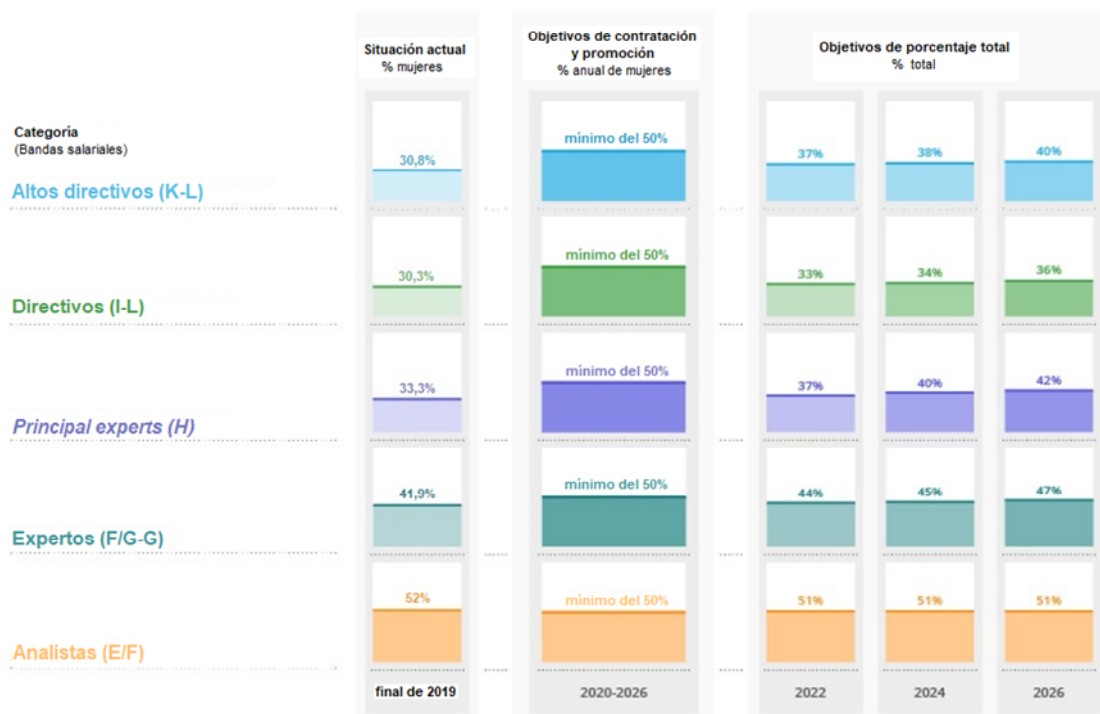 Situación actual
% mujeres
Objetivos de contratación
y promoción
% anual de mujeres
Objetivos de porcentaje total
% total
Categoría
(Bandas salariales)
Altos directivos (K-L)
30,8%
mínimo del 50%
37%
38%
40%
Directivos (I-L)
30,3%
mínimo del 50%
33%
34%
36%
Principal experts (H)
33,3%
mínimo del 50%
37%
40%
42%
Expertos (F/G-G)
41,9%
mínimo del 50%
44%
45%
47%
Analistas (E/F)
52%
mínimo del 50%
51%
51%
51%
final de 2019
2020-2026
2022
2024
2026